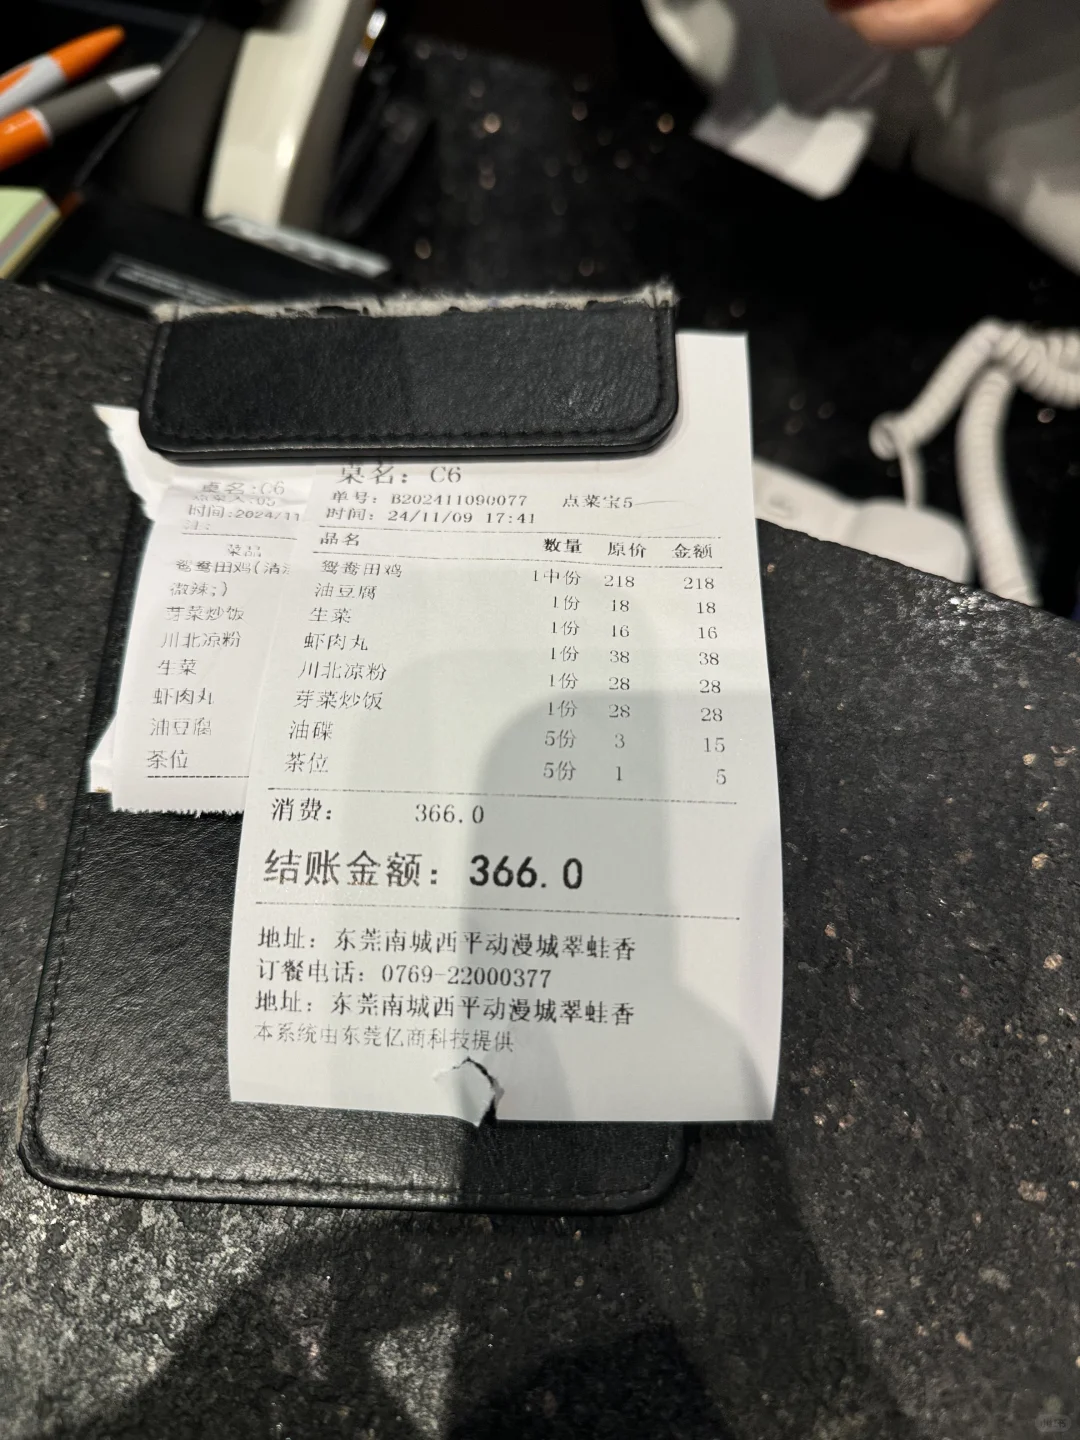 桌名:C6
时间:2024/11
注:
菜品
鸳鸯田鸡(清
微辣;)
芽菜炒饭
川北凉粉
生菜
虾肉丸
油豆腐
茶位
桌名: C6
单号: B202411090077 点菜宝5
时间: 24/11/09 17:41
品名 数量 原价 金额
鸳鸯田鸡 1中份 218 218
油豆腐 1份 18 18
生菜 1份 16 16
虾肉丸 1份 38 38
川北凉粉 1份 28 28
芽菜炒饭 1份 28 28
油碟 5份 3 15
茶位 5份 1 5
消费: 366.0
结账金额: 366.0
地址: 东莞南城西平动漫城翠蛙香
订餐电话: 0769-22000377
地址: 东莞南城西平动漫城翠蛙香
本系统由东莞亿商科技提供